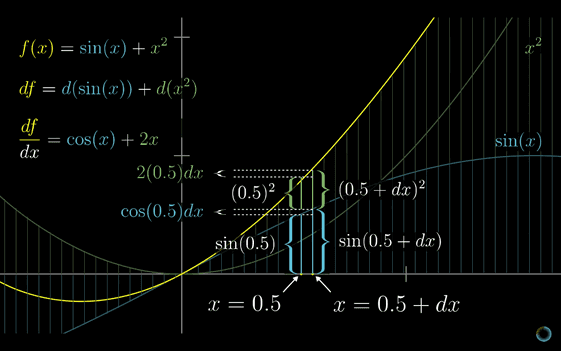 f(x) = sin(x) + x²
x²
df = d(sin(x)) + d(x²)
df/dx = cos(x) + 2x
sin(x)
2(0.5)dx
(0.5)²
(0.5 + dx)²
cos(0.5)dx
sin(0.5)
sin(0.5 + dx)
x = 0.5
x = 0.5 + dx